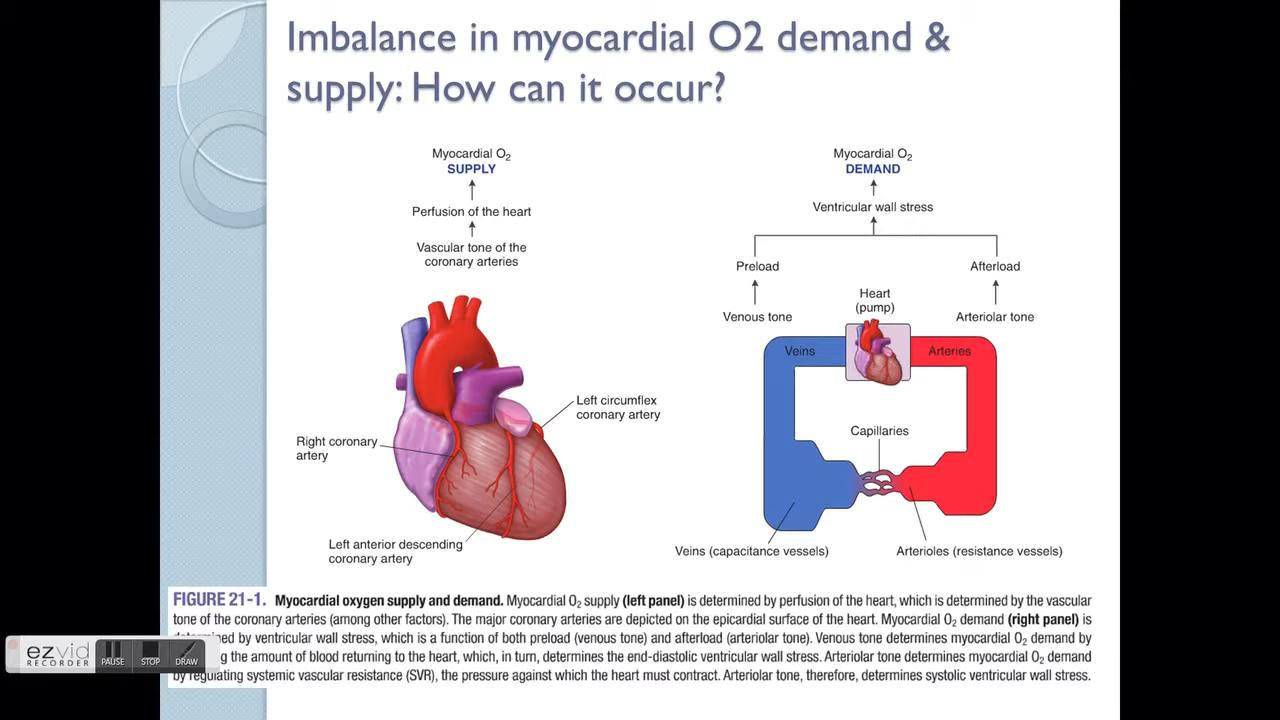 Imbalance in myocardial O2 demand &
supply: How can it occur?
Myocardial O2
SUPPLY
Perfusion of the heart
Vascular tone of the
coronary arteries
Left circumflex
coronary artery
Right coronary
artery
Left anterior descending
coronary artery
Myocardial O2
DEMAND
Ventricular wall stress
Preload
Afterload
Heart
(pump)
Venous tone
Arteriolar tone
Veins
Arteries
Capillaries
Veins (capacitance vessels)
Arterioles (resistance vessels)
FIGURE 21-1. Myocardial oxygen supply and demand. Myocardial O2 supply (left panel) is determined by perfusion of the heart, which is determined by the vascular
tone of the coronary arteries (among other factors). The major coronary arteries are depicted on the epicardial surface of the heart. Myocardial O2 demand (right panel) is
by ventricular wall stress, which is a function of both preload (venous tone) and afterload (arteriolar tone). Venous tone determines myocardial O2 demand by
the amount of blood returning to the heart, which, in turn, determines the end-diastolic ventricular wall stress. Arteriolar tone determines myocardial O2 demand
by regulating systemic vascular resistance (SVR), the pressure against which the heart must contract. Arteriolar tone, therefore, determines systolic ventricular wall stress.
ezvid
RECORDER
PAUSE
STOP
DRAW